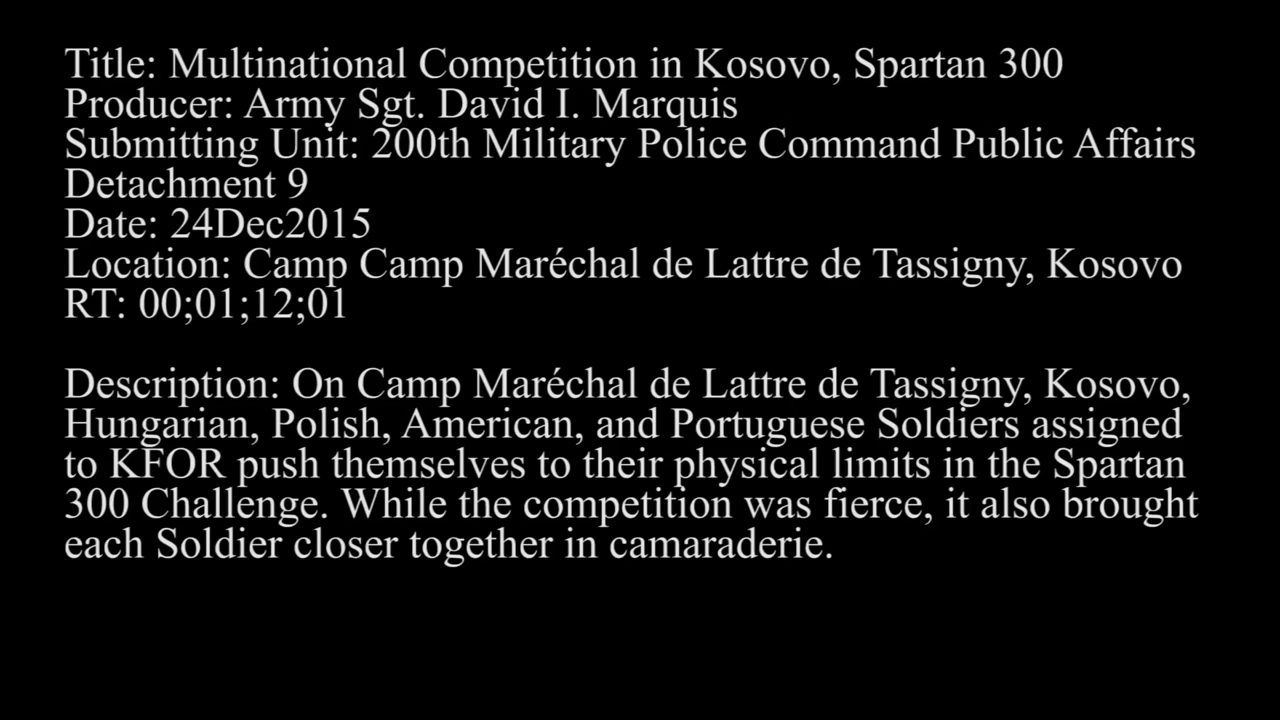 Title: Multinational Competition in Kosovo, Spartan 300
Producer: Army Sgt. David I. Marquis
Submitting Unit: 200th Military Police Command Public Affairs
Detachment 9
Date: 24Dec2015
Location: Camp Camp Maréchal de Lattre de Tassigny, Kosovo
RT: 00;01;12;01
Description: On Camp Maréchal de Lattre de Tassigny, Kosovo,
Hungarian, Polish, American, and Portuguese Soldiers assigned
to KFOR push themselves to their physical limits in the Spartan
300 Challenge. While the competition was fierce, it also brought
each Soldier closer together in camaraderie.